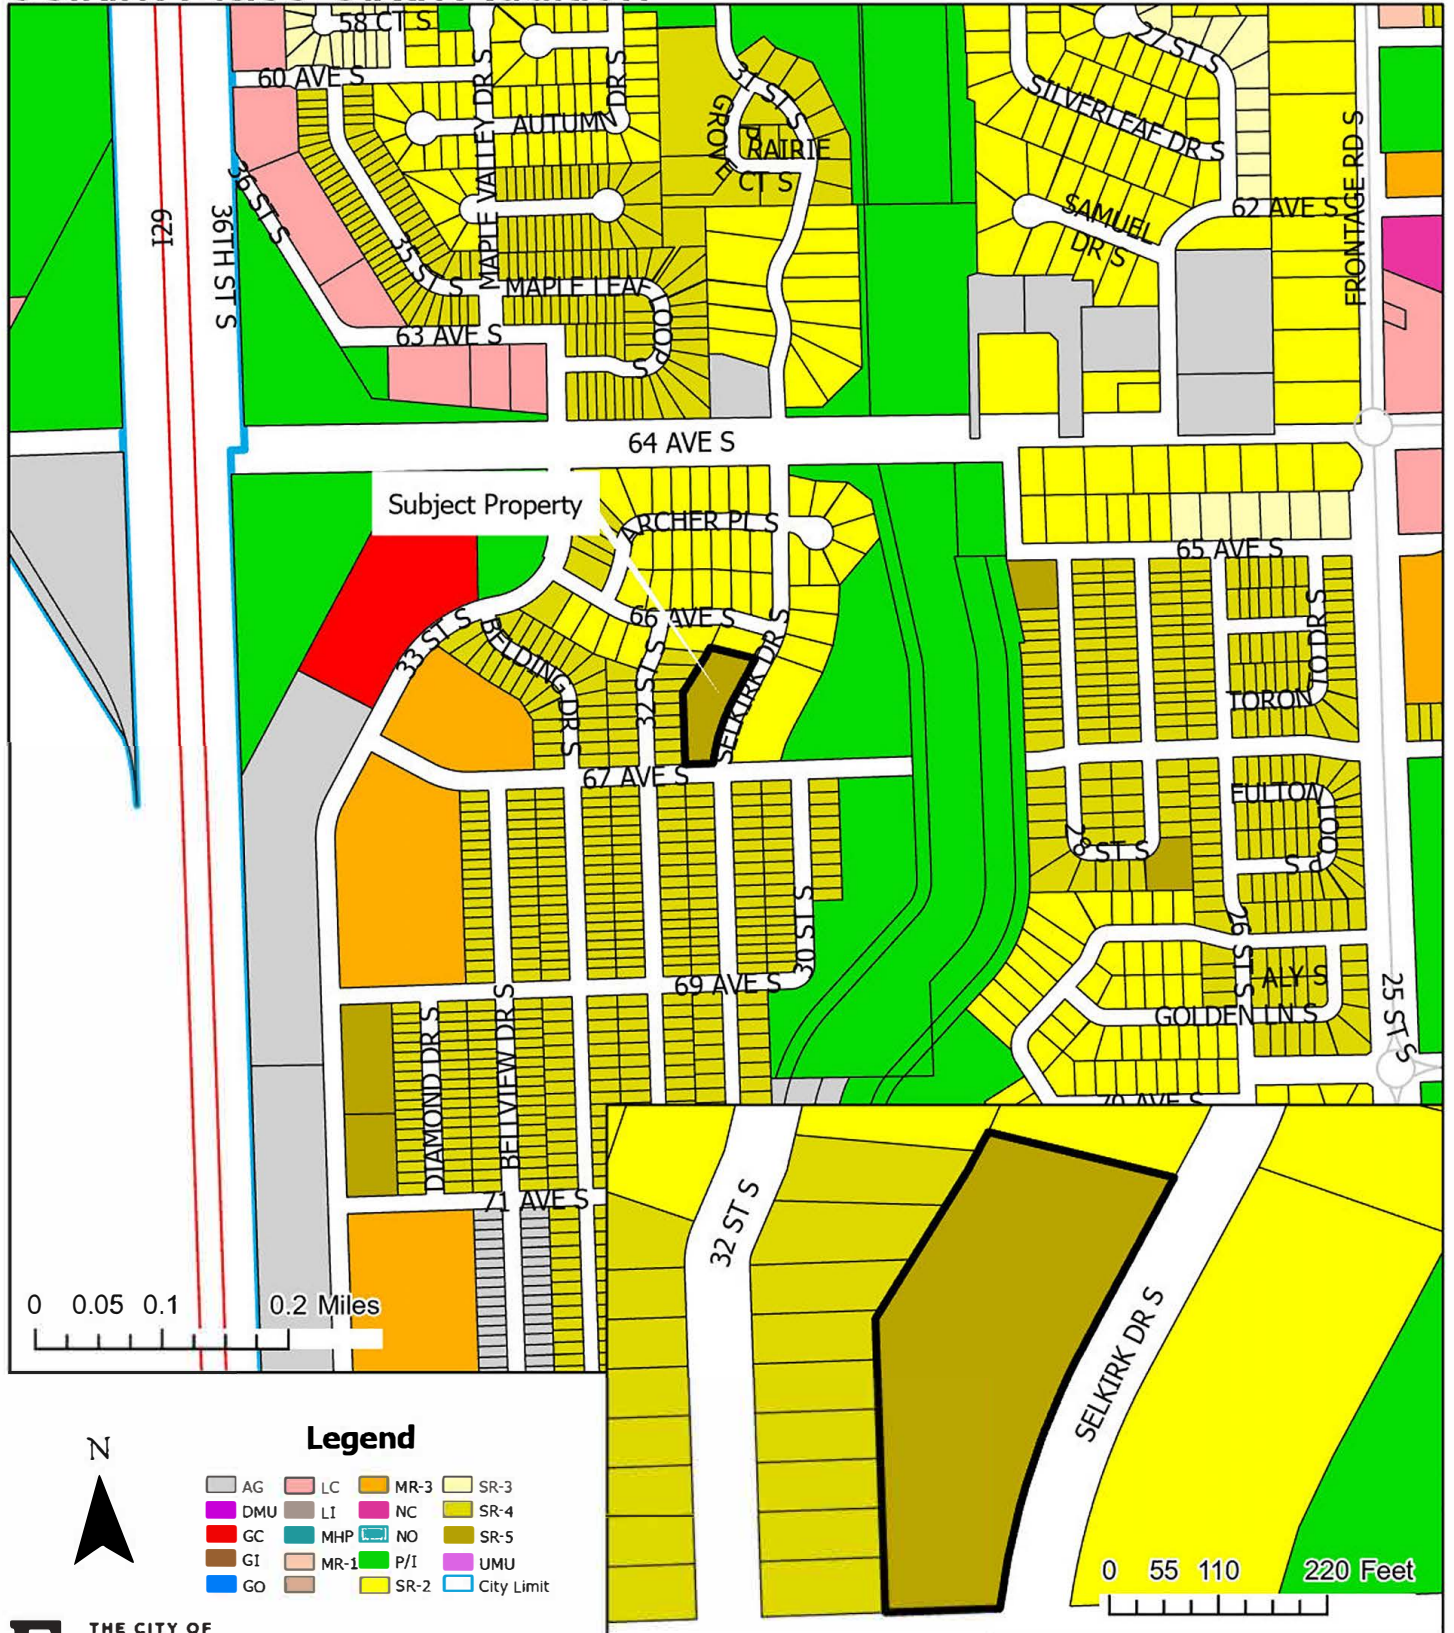 58 CT S
27 ST S
60 AVE S
MAPLE VALLEY DR S
AUTUMN DR S
31 ST S
GROVE
PRAIRIE
CT S
SILVERLEAF DR S
FRONTAGE RD S
I29
36TH ST S
36 ST S
35 ST S
SAMUEL
DR S
62 AVE S
MAPLE LEAF LOOP S
63 AVE S
64 AVE S
Subject Property
ARCHER PL S
65 AVE S
66 AVE S
33 ST S
BELDING DR S
32 ST S
SELKIRK DR S
TORONTO DR S
67 AVE S
FULTON LOOP S
28 ST S
30 ST S
26 ST S
69 AVE S
ALY S
GOLDEN LN S
25 ST S
DIAMOND DR S
BELLVIEW DR S
70 AVE S
71 AVE S
32 ST S
SELKIRK DR S
0 0.05 0.1 0.2 Miles
0 55 110 220 Feet
N
Legend
AG LC MR-3 SR-3
DMU LI NC SR-4
GC MHP NO SR-5
GI MR-1 P/I UMU
GO SR-2 City Limit
THE CITY OF